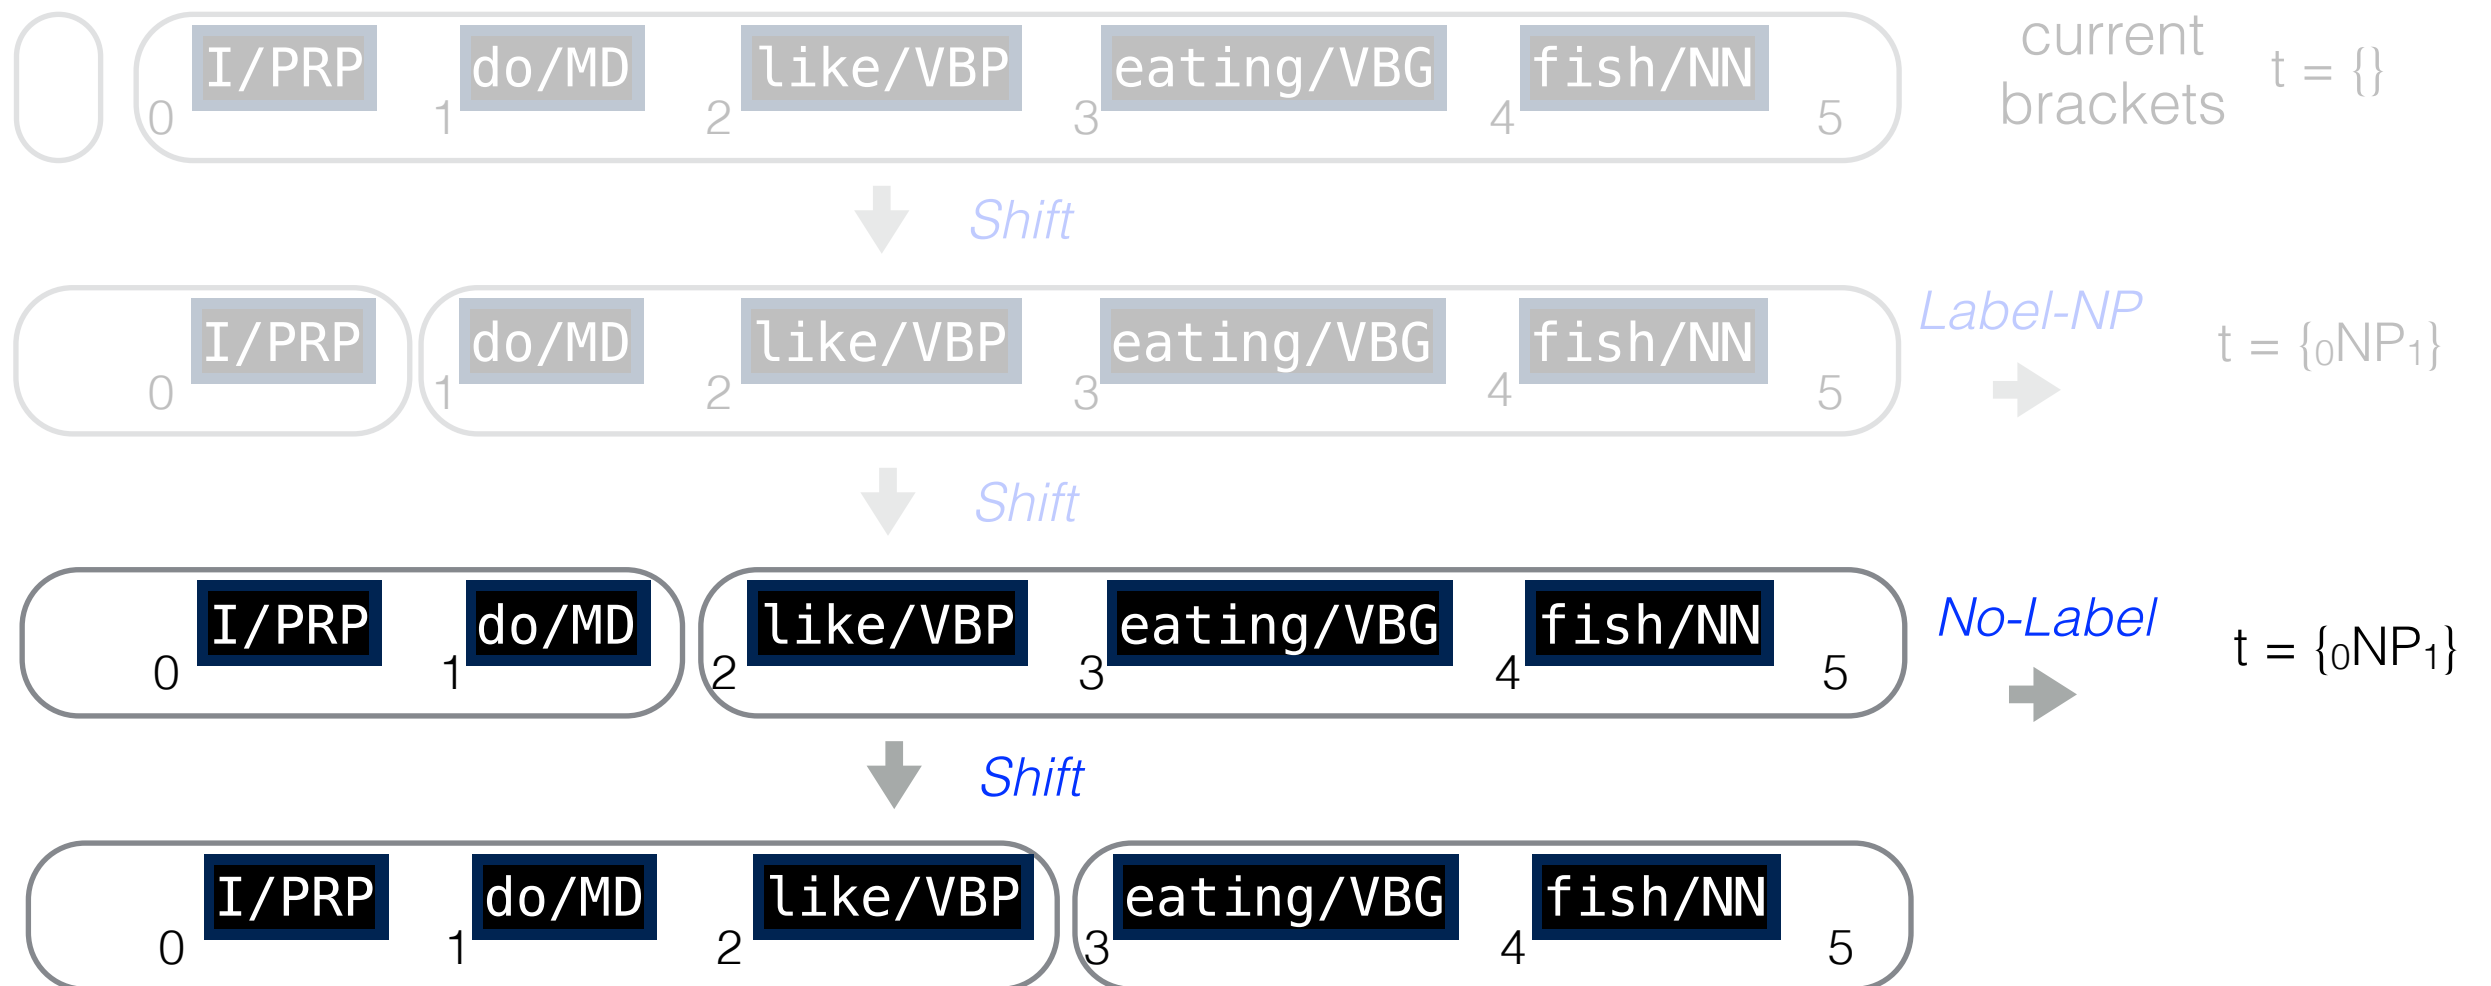 I/PRP do/MD like/VBP eating/VBG fish/NN current brackets t = {}
0 1 2 3 4 5
Shift
I/PRP do/MD like/VBP eating/VBG fish/NN Label-NP t = {₀NP₁}
0 1 2 3 4 5
Shift
I/PRP do/MD like/VBP eating/VBG fish/NN No-Label t = {₀NP₁}
0 1 2 3 4 5
Shift
I/PRP do/MD like/VBP eating/VBG fish/NN
0 1 2 3 4 5